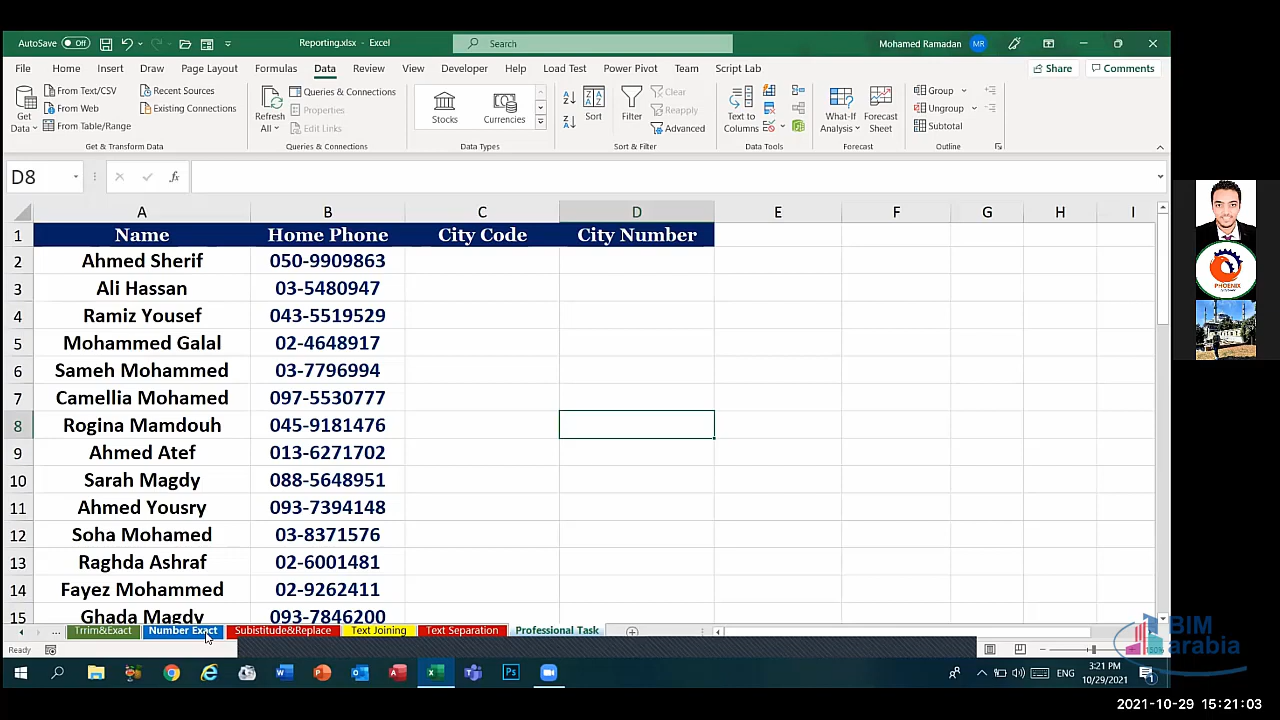 AutoSave Off Reporting.xlsx - Excel Search Mohamed Ramadan MR
File Home Insert Draw Page Layout Formulas Data Review View Developer Help Load Test Power Pivot Team Script Lab Share Comments
Get Data From Text/CSV Recent Sources Refresh All Queries & Connections Stocks Currencies Sort Filter Clear Text to Columns What-If Analysis Forecast Sheet Group
From Web Existing Connections Properties Reapply Ungroup
From Table/Range Edit Links Advanced Subtotal
Get & Transform Data Queries & Connections Data Types Sort & Filter Data Tools Forecast Outline
D8 fx
A B C D E F G H I
1 Name Home Phone City Code City Number
2 Ahmed Sherif 050-9909863
3 Ali Hassan 03-5480947
4 Ramiz Yousef 043-5519529
5 Mohammed Galal 02-4648917
6 Sameh Mohammed 03-7796994
7 Camellia Mohamed 097-5530777
8 Rogina Mamdouh 045-9181476
9 Ahmed Atef 013-6271702
10 Sarah Magdy 088-5648951
11 Ahmed Yousry 093-7394148
12 Soha Mohamed 03-8371576
13 Raghda Ashraf 02-6001481
14 Fayez Mohammed 02-9262411
15 Ghada Magdy 093-7846200
... Trrim&Exact Number Exact Substitude&Replace Text Joining Text Separation Professional Task
Ready 150%
BIM arabia
PHOENIX
ENG 3:21 PM
10/29/2021
2021-10-29 15:21:03